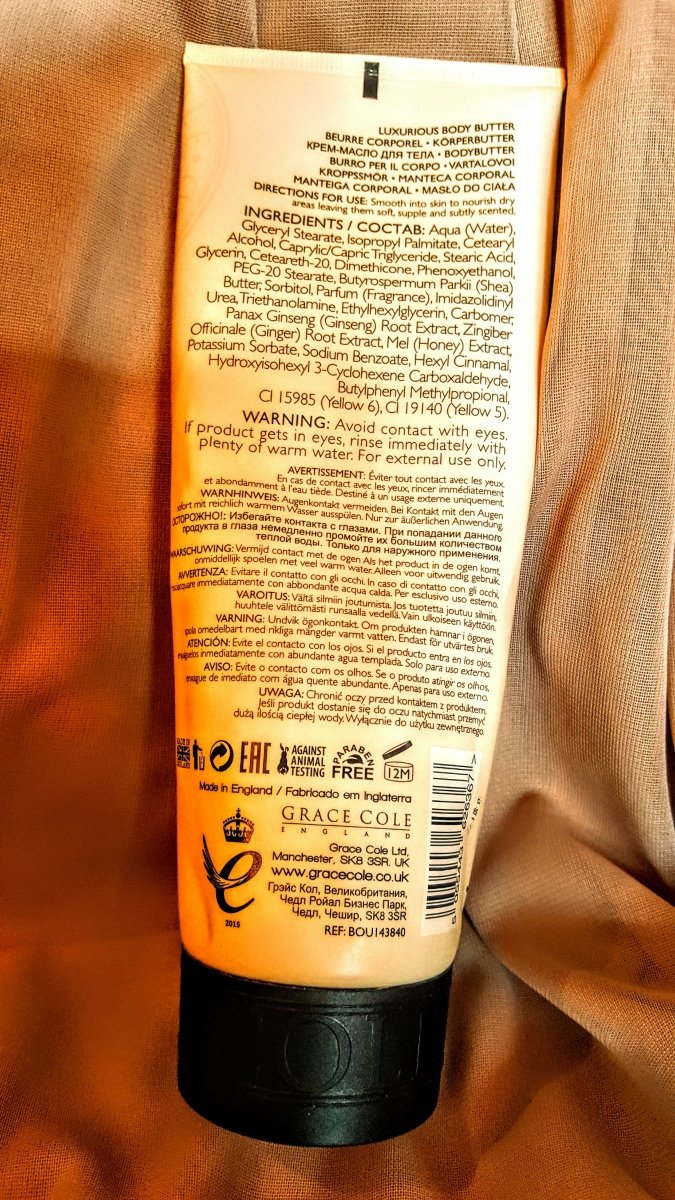 LUXURIOUS BODY BUTTER
BEURRE CORPOREL • KÖRPERBUTTER
КРЕМ-МАСЛО ДЛЯ ТЕЛА • BODYBUTTER
BURRO PER IL CORPO • VARTALOVOI
KROPPSSMÖR • MANTECA CORPORAL
MANTEIGA CORPORAL • MASŁO DO CIAŁA
DIRECTIONS FOR USE: Smooth into skin to nourish dry
areas leaving them soft, supple and subtly scented.
INGREDIENTS / COCTAB: Aqua (Water),
Glyceryl Stearate, Isopropyl Palmitate, Cetearyl
Alcohol, Caprylic/Capric Triglyceride, Stearic Acid,
Glycerin, Ceteareth-20, Dimethicone, Phenoxyethanol,
PEG-20 Stearate, Butyrospermum Parkii (Shea)
Butter, Sorbitol, Parfum (Fragrance), Imidazolidinyl
Urea, Triethanolamine, Ethylhexylglycerin, Carbomer,
Panax Ginseng (Ginseng) Root Extract, Zingiber
Officinale (Ginger) Root Extract, Mel (Honey) Extract,
Potassium Sorbate, Sodium Benzoate, Hexyl Cinnamal,
Hydroxyisohexyl 3-Cyclohexene Carboxaldehyde,
Butylphenyl Methylpropional,
CI 15985 (Yellow 6), CI 19140 (Yellow 5).
WARNING: Avoid contact with eyes.
If product gets in eyes, rinse immediately with
plenty of warm water. For external use only.
AVERTISSEMENT: Éviter tout contact avec les yeux.
En cas de contact avec les yeux, rincer immédiatement
et abondamment à l'eau tiède. Destiné à un usage externe uniquement.
WARNHINWEIS: Augenkontakt vermeiden. Bei Kontakt mit den Augen
sofort mit reichlich warmem Wasser ausspülen. Nur zur äußerlichen Anwendung.
ОСТОРОЖНО!: Избегайте контакта с глазами. При попадании данного
продукта в глаза немедленно промойте их большим количеством
теплой воды. Только для наружного применения.
WAARSCHUWING: Vermijd contact met de ogen Als het product in de ogen komt,
onmiddellijk spoelen met veel warm water. Alleen voor uitwendig gebruik.
AVVERTENZA: Evitare il contatto con gli occhi. In caso di contatto con gli occhi,
risciacquare immediatamente con abbondante acqua calda. Per esclusivo uso esterno.
VAROITUS: Vältä silmiin joutumista. Jos tuotetta joutuu silmiin,
huuhtele välittömästi runsaalla vedellä. Vain ulkoiseen käyttöön.
VARNING: Undvik ögonkontakt. Om produkten hamnar i ögonen,
spola omedelbart med rikliga mängder varmt vatten. Endast för utvärtes bruk.
ATENCIÓN: Evite el contacto con los ojos. Si el producto entra en los ojos,
enjuáguelos inmediatamente con abundante agua templada. Solo para uso externo.
AVISO: Evite o contacto com os olhos. Se o produto atingir os olhos,
enxague de imediato com água quente abundante. Apenas para uso externo.
UWAGA: Chronić oczy przed kontaktem z produktem.
Jeśli produkt dostanie się do oczu natychmiast przemyć
dużą ilością ciepłej wody. Wyłącznie do użytku zewnętrznego.
EAC
AGAINST
ANIMAL
TESTING
PARABEN
FREE
12M
Made in England / Fabricado em Inglaterra
GRACE COLE
ENGLAND
Grace Cole Ltd,
Manchester, SK8 3SR. UK
www.gracecole.co.uk
Грэйс Кол, Великобритания,
Чедл Ройал Бизнес Парк,
Чедл, Чешир, SK8 3SR
REF: BOU143840
2015